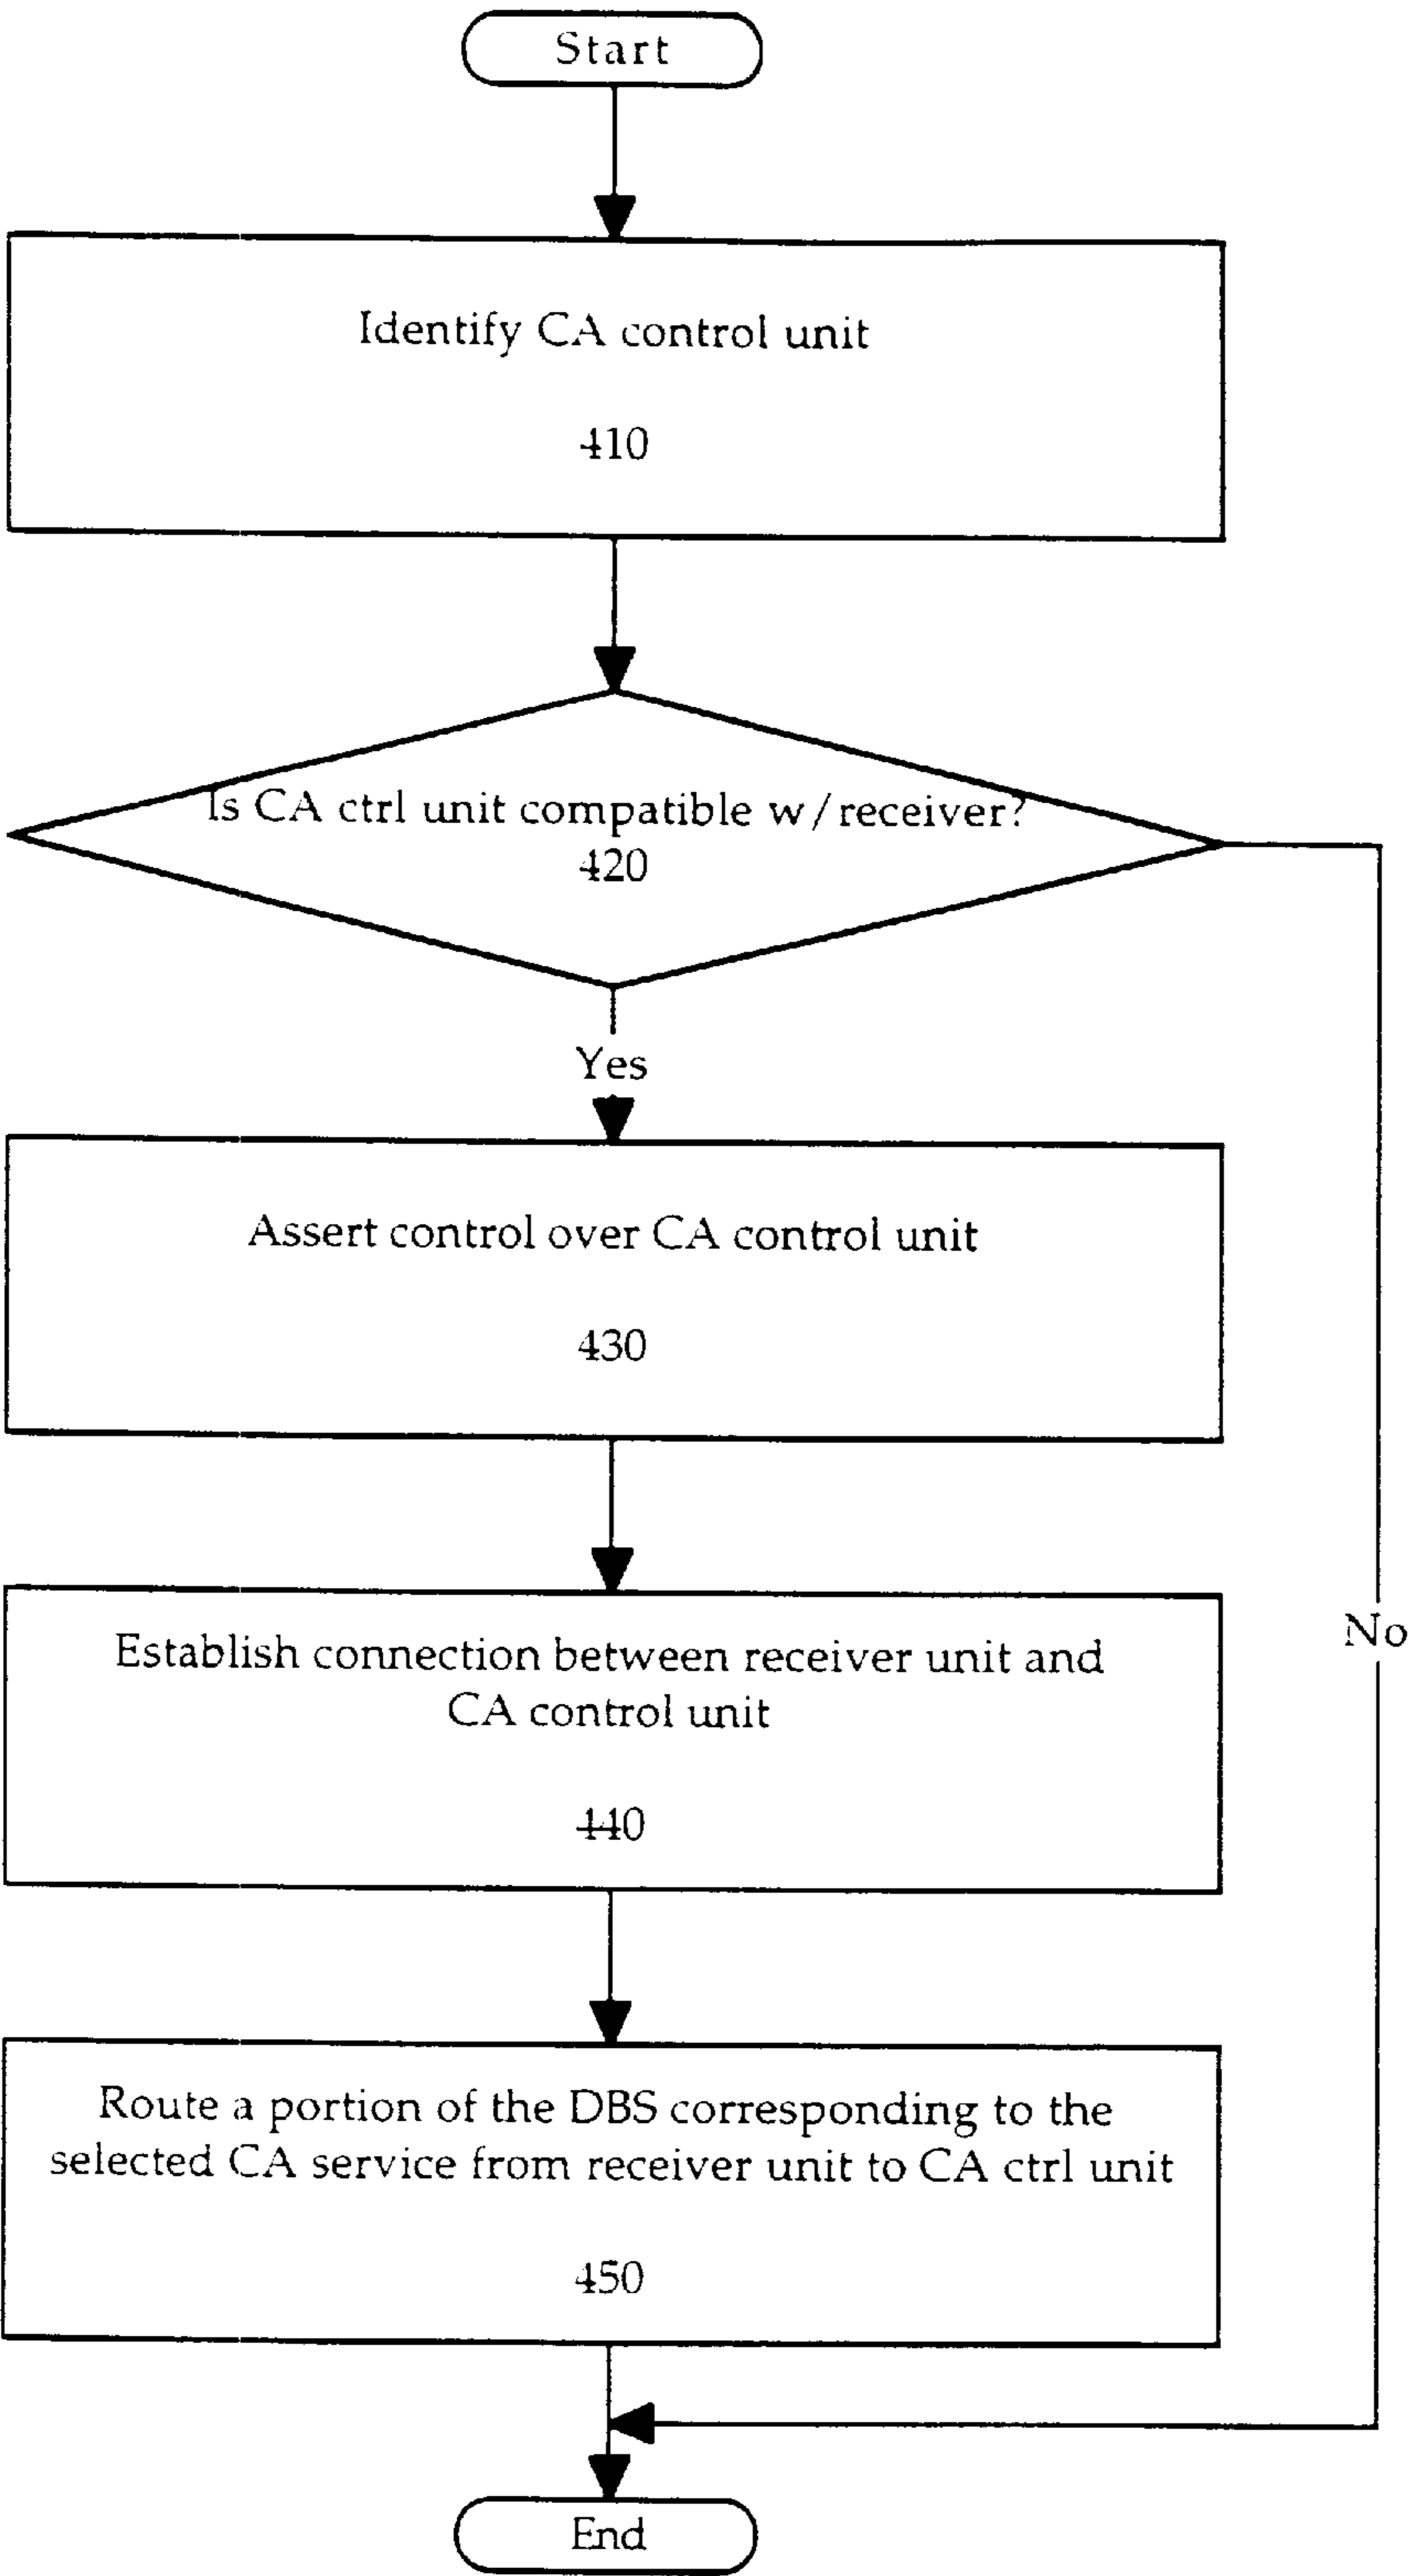 Start
Identify CA control unit
410
Is CA ctrl unit compatible w/receiver?
420
Yes
Assert control over CA control unit
430
Establish connection between receiver unit and
CA control unit
440
No
Route a portion of the DBS corresponding to the
selected CA service from receiver unit to CA ctrl unit
450
End